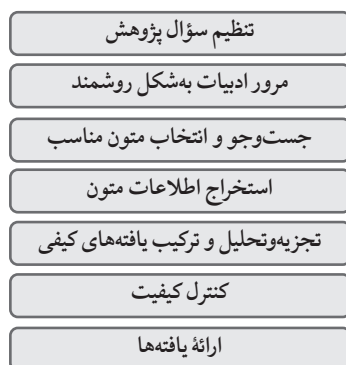 تنظیم سؤال پژوهش
مرور ادبیات به‌شکل روشمند
جست‌وجو و انتخاب متون مناسب
استخراج اطلاعات متون
تجزیه‌وتحلیل و ترکیب یافته‌های کیفی
کنترل کیفیت
ارائۀ یافته‌ها